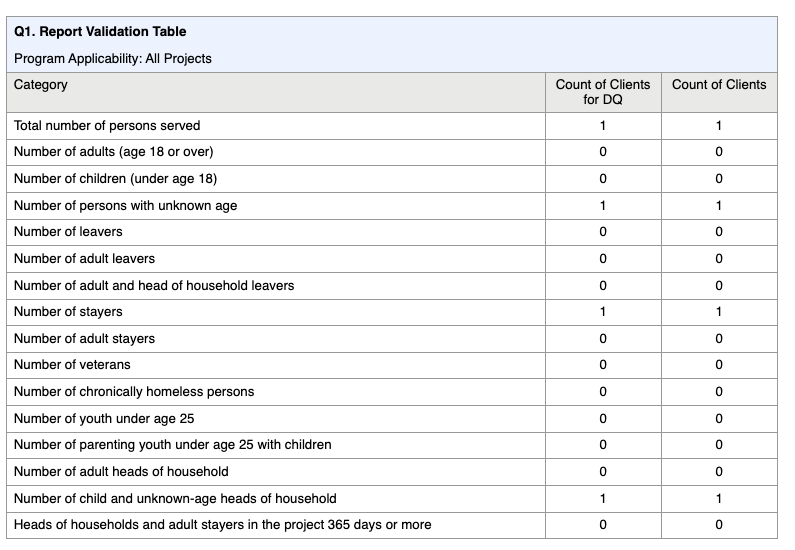 Q1. Report Validation Table
Program Applicability: All Projects
Category Count of Clients for DQ Count of Clients
Total number of persons served 1 1
Number of adults (age 18 or over) 0 0
Number of children (under age 18) 0 0
Number of persons with unknown age 1 1
Number of leavers 0 0
Number of adult leavers 0 0
Number of adult and head of household leavers 0 0
Number of stayers 1 1
Number of adult stayers 0 0
Number of veterans 0 0
Number of chronically homeless persons 0 0
Number of youth under age 25 0 0
Number of parenting youth under age 25 with children 0 0
Number of adult heads of household 0 0
Number of child and unknown-age heads of household 1 1
Heads of households and adult stayers in the project 365 days or more 0 0